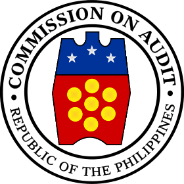 • COMMISSION ON AUDIT •
REPUBLIC OF THE PHILIPPINES